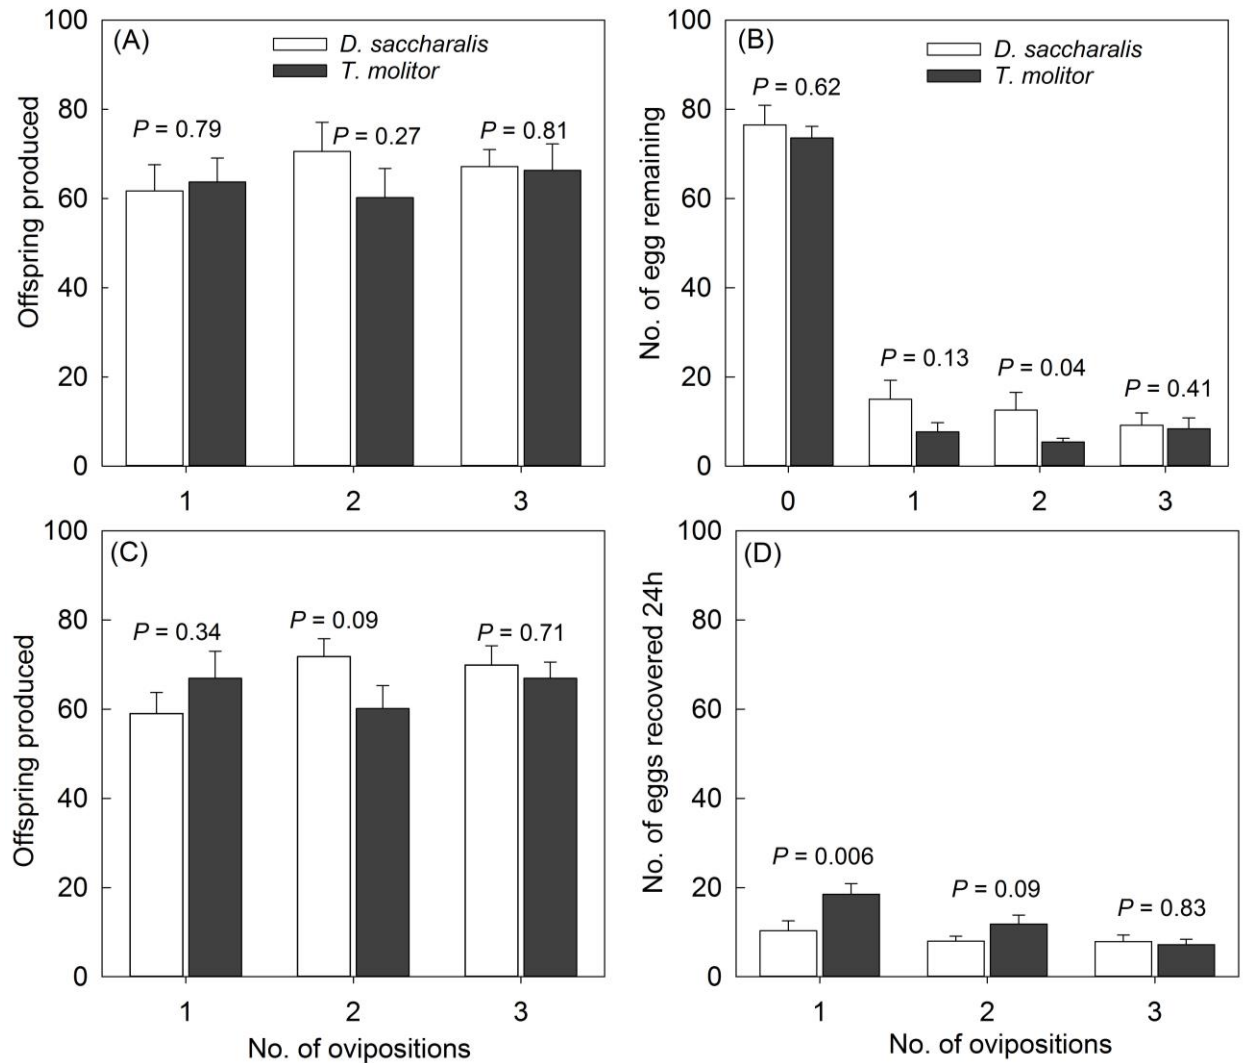 (A)
D. saccharalis
T. molitor
P = 0.79
P = 0.27
P = 0.81
Offspring produced
100
80
60
40
20
0
1 2 3
(B)
D. saccharalis
T. molitor
P = 0.62
P = 0.13
P = 0.04
P = 0.41
No. of egg remaining
100
80
60
40
20
0
0 1 2 3
(C)
P = 0.34
P = 0.09
P = 0.71
Offspring produced
100
80
60
40
20
0
1 2 3
No. of ovipositions
(D)
P = 0.006
P = 0.09
P = 0.83
No. of eggs recovered 24h
100
80
60
40
20
0
1 2 3
No. of ovipositions